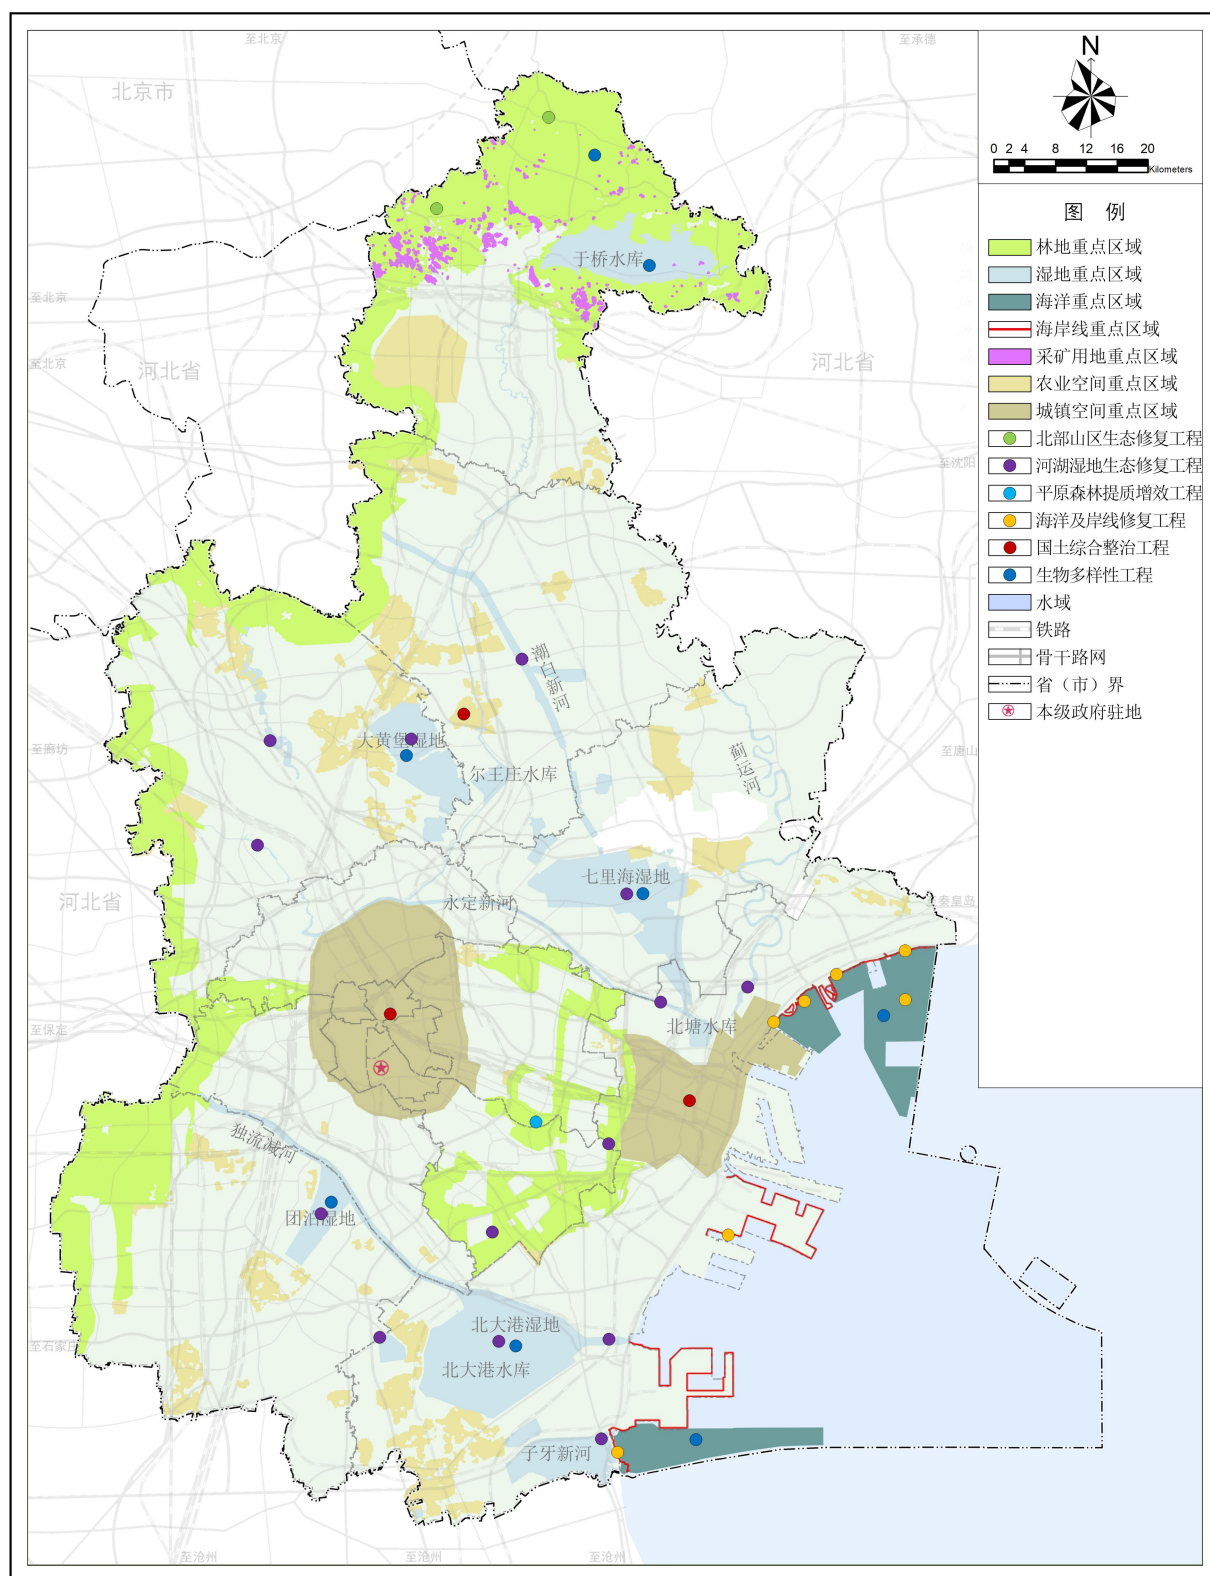 至北京
至承德
北京市
N
0 2 4 8 12 16 20
Kilometers
图 例
林地重点区域
湿地重点区域
海洋重点区域
海岸线重点区域
采矿用地重点区域
农业空间重点区域
城镇空间重点区域
北部山区生态修复工程
河湖湿地生态修复工程
平原森林提质增效工程
海洋及岸线修复工程
国土综合整治工程
生物多样性工程
水域
铁路
骨干路网
省（市）界
本级政府驻地
于桥水库
至北京
至北京
河北省
河北省
至沈阳
潮白新河
大黄堡湿地
至廊坊
尔王庄水库
蓟运河
至唐山
七里海湿地
河北省
永定新河
至秦皇岛
至保定
北塘水库
独流减河
团泊湿地
北大港湿地
至石家庄
北大港水库
子牙新河
至沧州
至沧州
至沧州